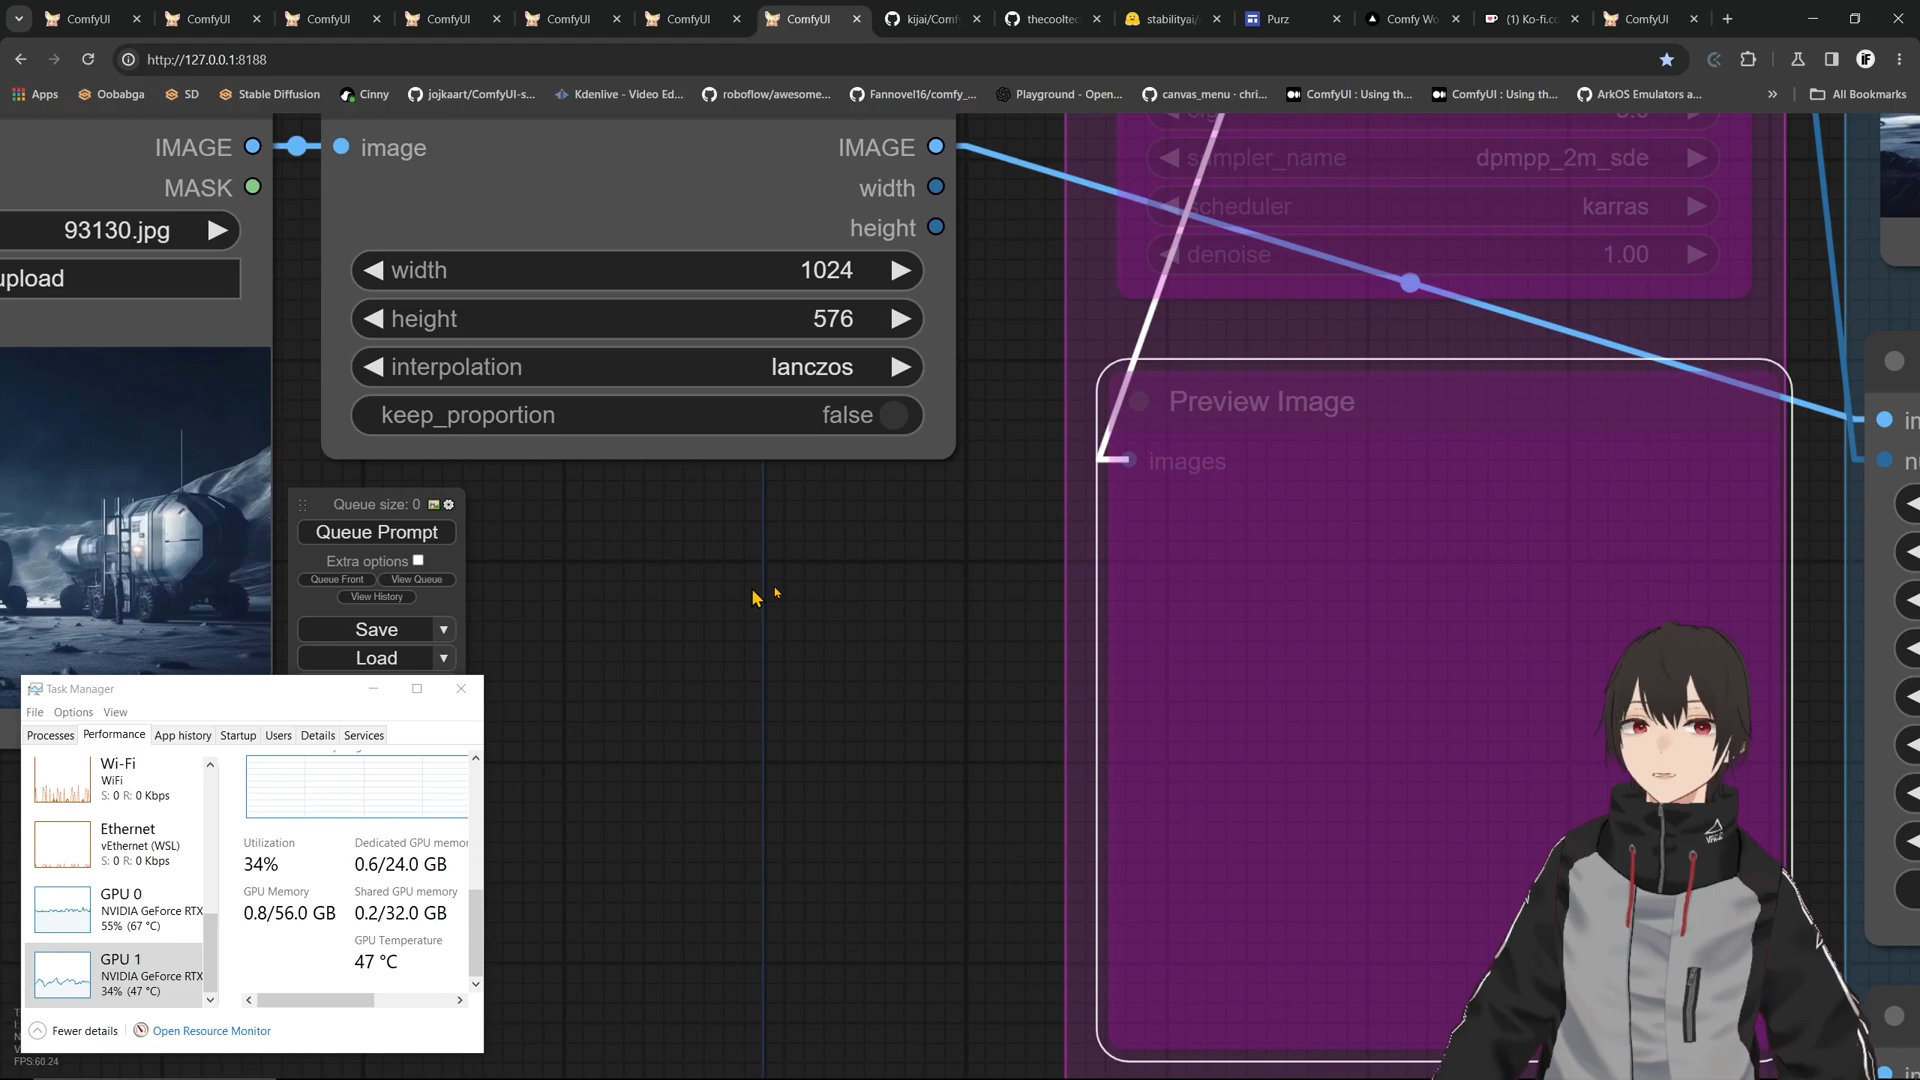 ComfyUI
ComfyUI
ComfyUI
ComfyUI
ComfyUI
ComfyUI
ComfyUI
kijai/Comf
thecooltec
stabilityai/
Purz
Comfy Wo
(1) Ko-fi.co
ComfyUI
http://127.0.0.1:8188
Apps
Oobabga
SD
Stable Diffusion
Cinny
jojkaart/ComfyUI-s...
Kdenlive - Video Ed...
roboflow/awesome...
Fannovel16/comfy_...
Playground - Open...
canvas_menu · chri...
ComfyUI : Using th...
ComfyUI : Using th...
ArkOS Emulators a...
All Bookmarks
IMAGE
MASK
93130.jpg
upload
image
IMAGE
width
height
width 1024
height 576
interpolation lanczos
keep_proportion false
sampler_name dpmpp_2m_sde
scheduler karras
denoise 1.00
Preview Image
images
Queue size: 0
Queue Prompt
Extra options
Queue Front
View Queue
View History
Save
Load
Task Manager
File Options View
Processes Performance App history Startup Users Details Services
Wi-Fi
WiFi
S: 0 R: 0 Kbps
Ethernet
vEthernet (WSL)
S: 0 R: 0 Kbps
GPU 0
NVIDIA GeForce RTX
55% (67 °C)
GPU 1
NVIDIA GeForce RTX
34% (47 °C)
Utilization
34%
Dedicated GPU memor
0.6/24.0 GB
GPU Memory
0.8/56.0 GB
Shared GPU memory
0.2/32.0 GB
GPU Temperature
47 °C
Fewer details
Open Resource Monitor
FPS:60.24